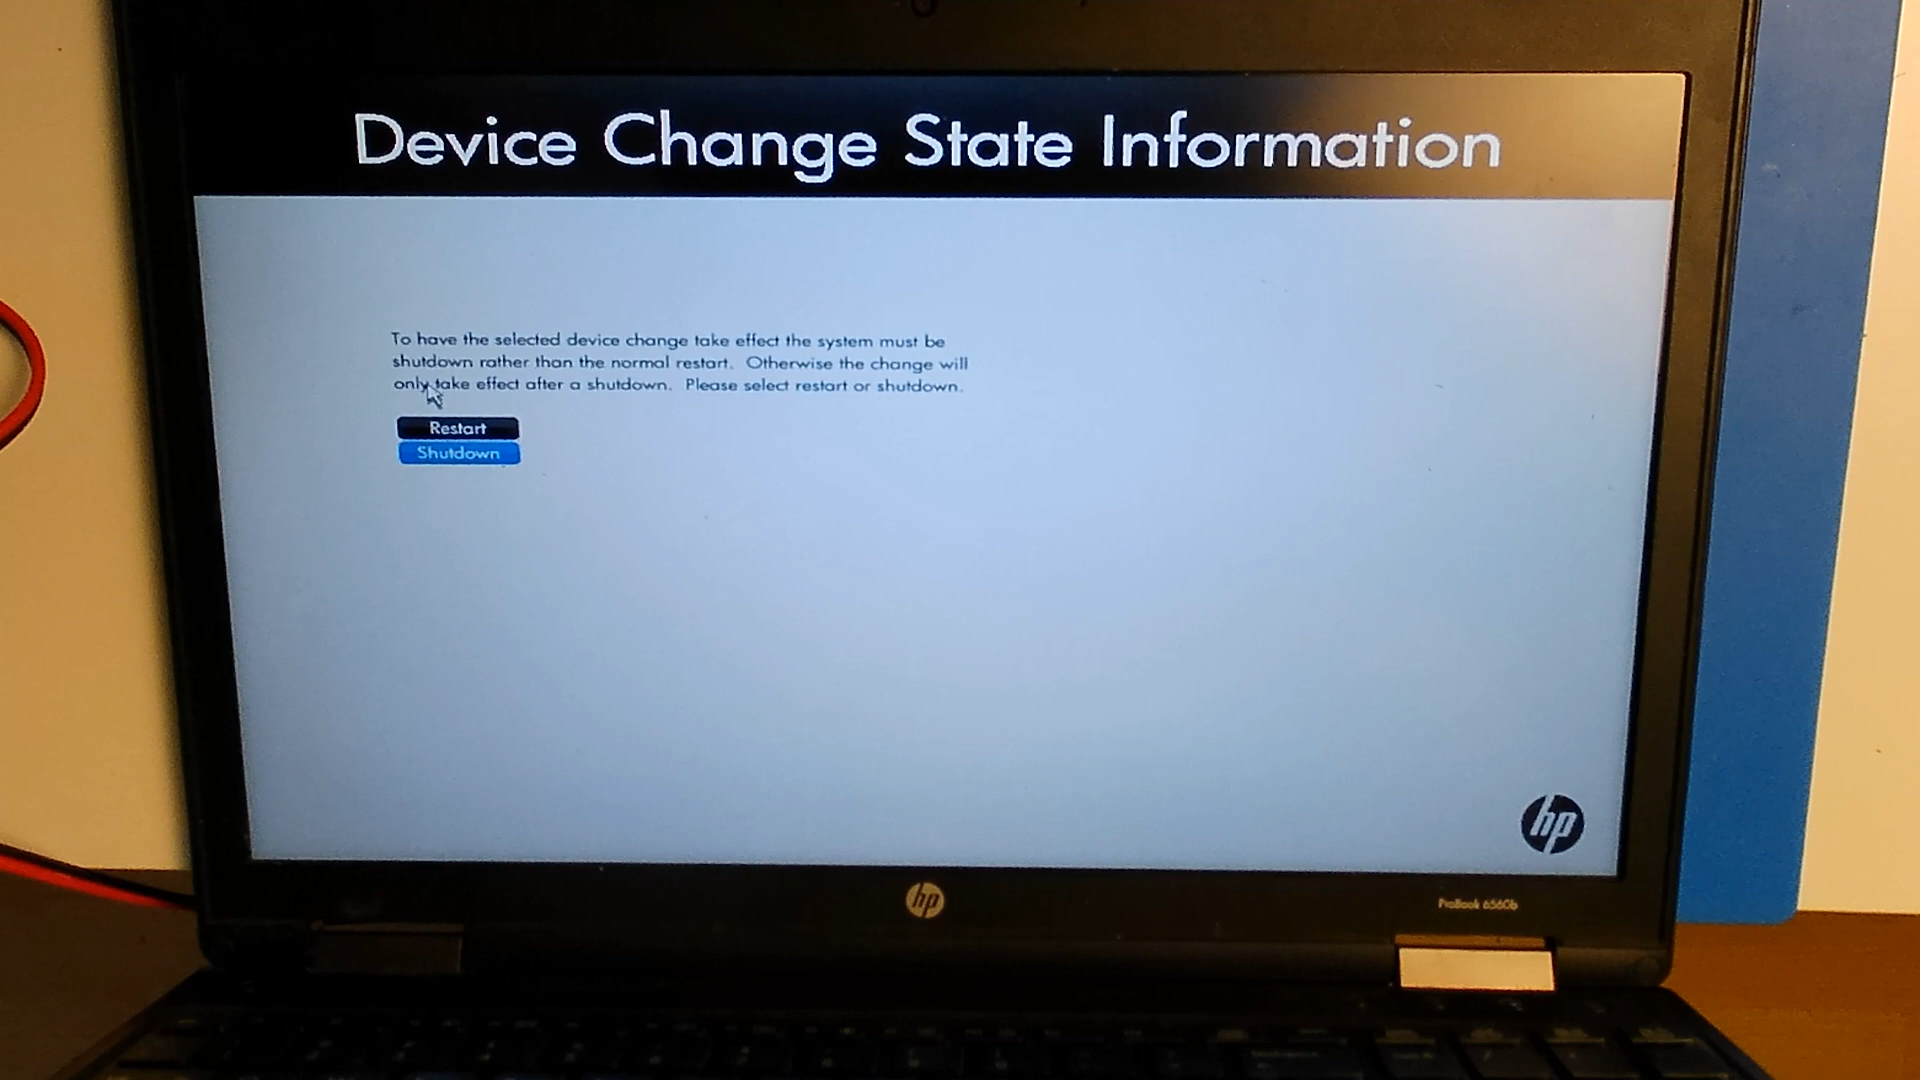 Device Change State Information
To have the selected device change take effect the system must be
shutdown rather than the normal restart.  Otherwise the change will
only take effect after a shutdown.  Please select restart or shutdown.
Restart
Shutdown
hp
hp
ProBook 6560b